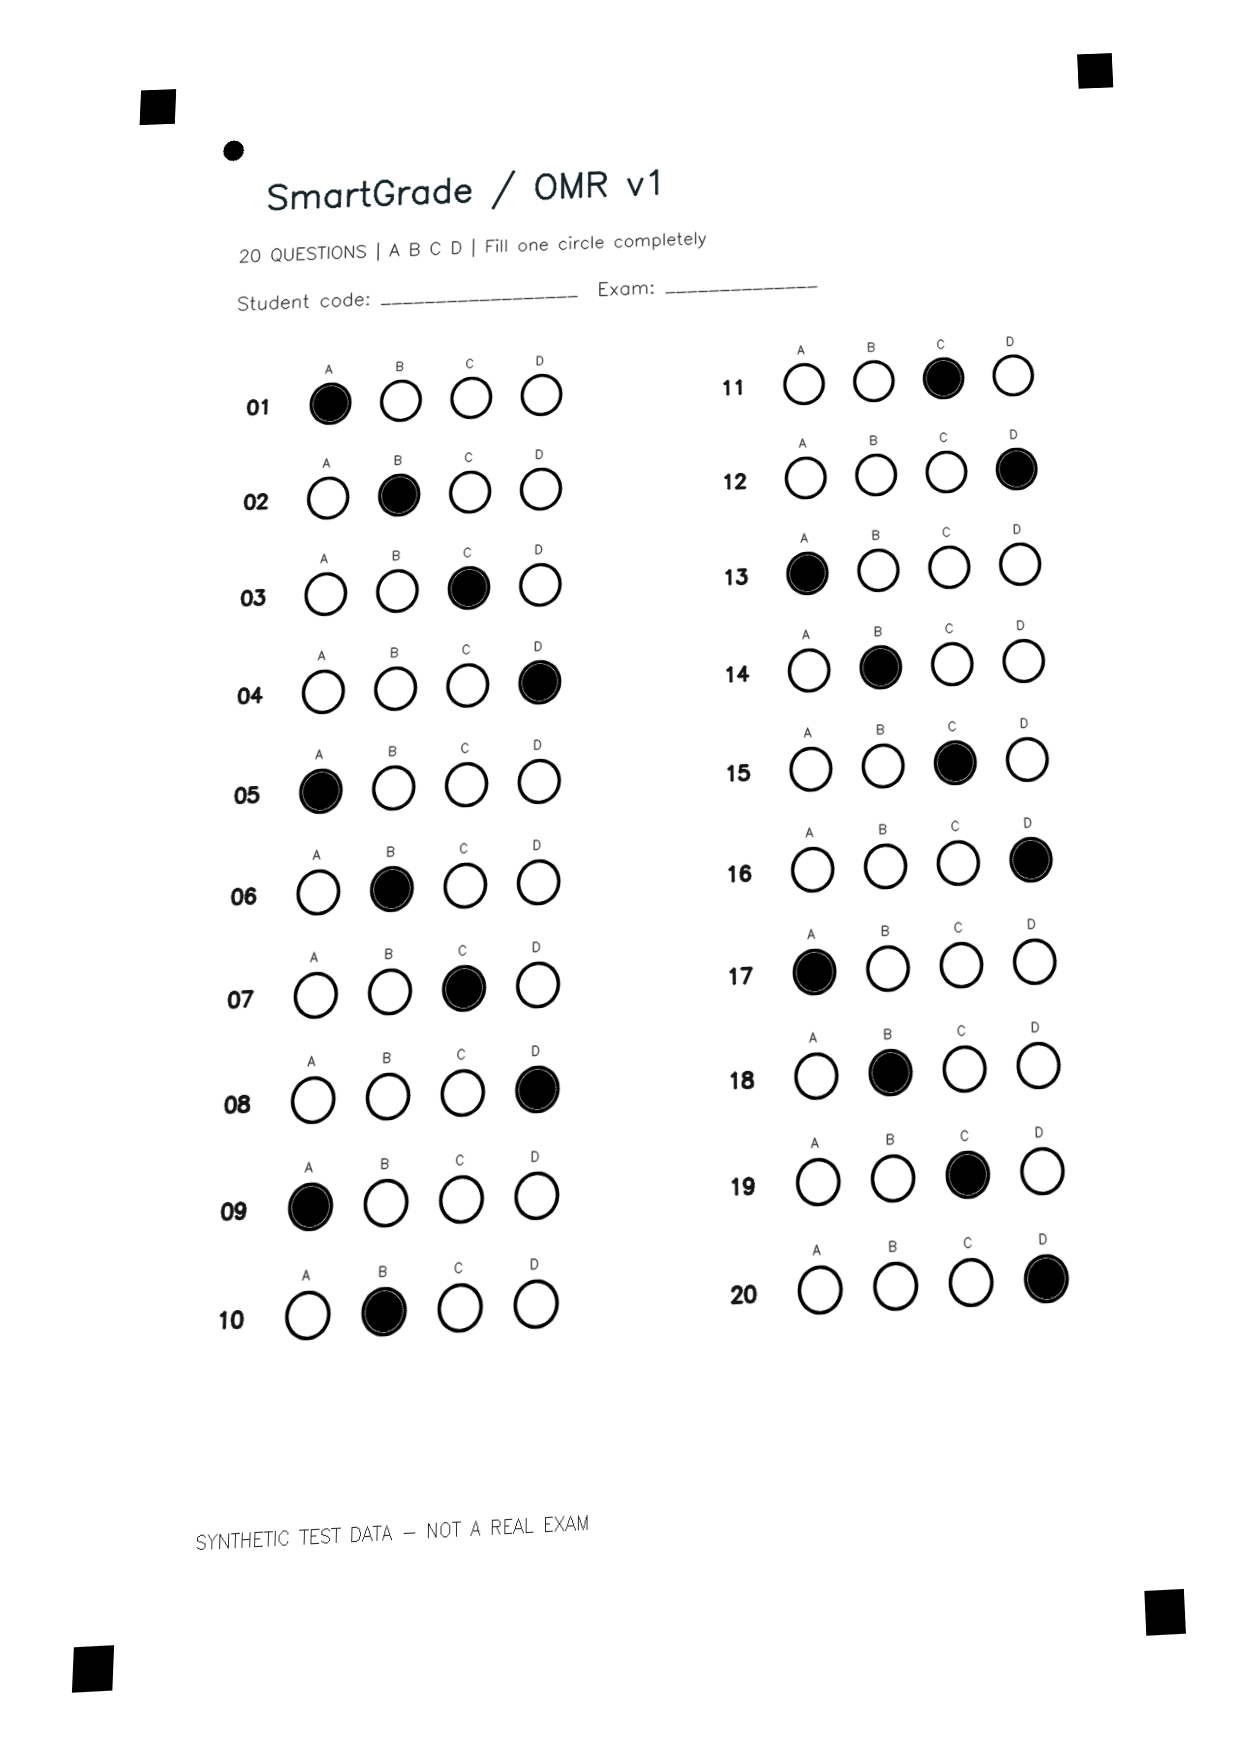 SmartGrade / OMR v1
20 QUESTIONS | A B C D | Fill one circle completely
Student code: __________________ Exam: ______________
A B C D
01
A B C D
02
A B C D
03
A B C D
04
A B C D
05
A B C D
06
A B C D
07
A B C D
08
A B C D
09
A B C D
10
A B C D
11
A B C D
12
A B C D
13
A B C D
14
A B C D
15
A B C D
16
A B C D
17
A B C D
18
A B C D
19
A B C D
20
SYNTHETIC TEST DATA — NOT A REAL EXAM